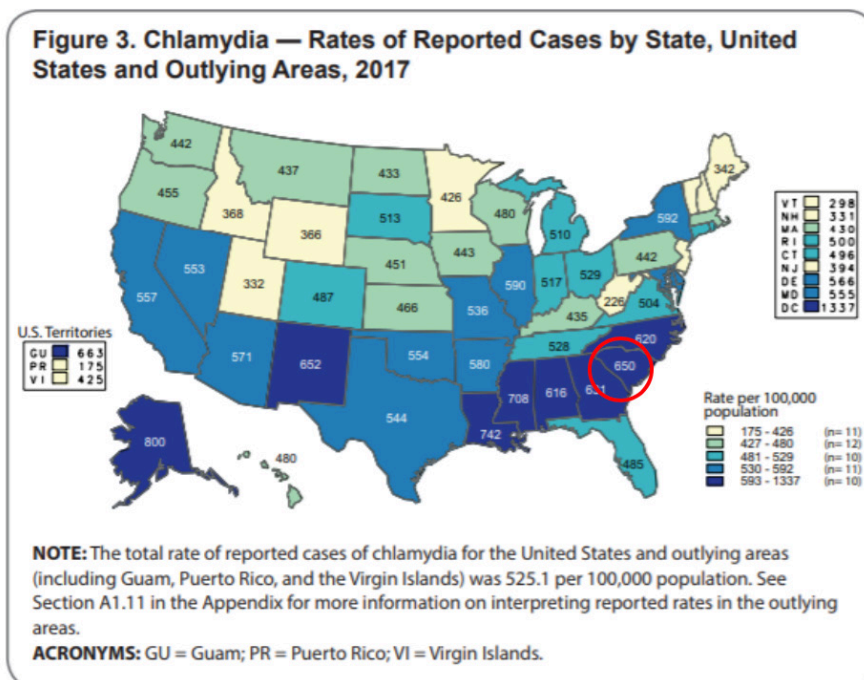 Figure 3. Chlamydia — Rates of Reported Cases by State, United
States and Outlying Areas, 2017
442
437
433
426
342
455
368
513
480
510
592
366
553
332
487
451
443
590
517
529
442
226
504
557
466
536
435
571
652
554
580
528
620
650
544
708
616
742
485
800
480
VT 298
NH 331
MA 430
RI 500
CT 496
NJ 394
DE 566
MD 555
DC 1337
U.S. Territories
GU 663
PR 175
VI 425
Rate per 100,000
population
175 - 426 (n= 11)
427 - 480 (n= 12)
481 - 529 (n= 10)
530 - 592 (n= 11)
593 - 1337 (n= 10)
NOTE: The total rate of reported cases of chlamydia for the United States and outlying areas
(including Guam, Puerto Rico, and the Virgin Islands) was 525.1 per 100,000 population. See
Section A1.11 in the Appendix for more information on interpreting reported rates in the outlying
areas.
ACRONYMS: GU = Guam; PR = Puerto Rico; VI = Virgin Islands.